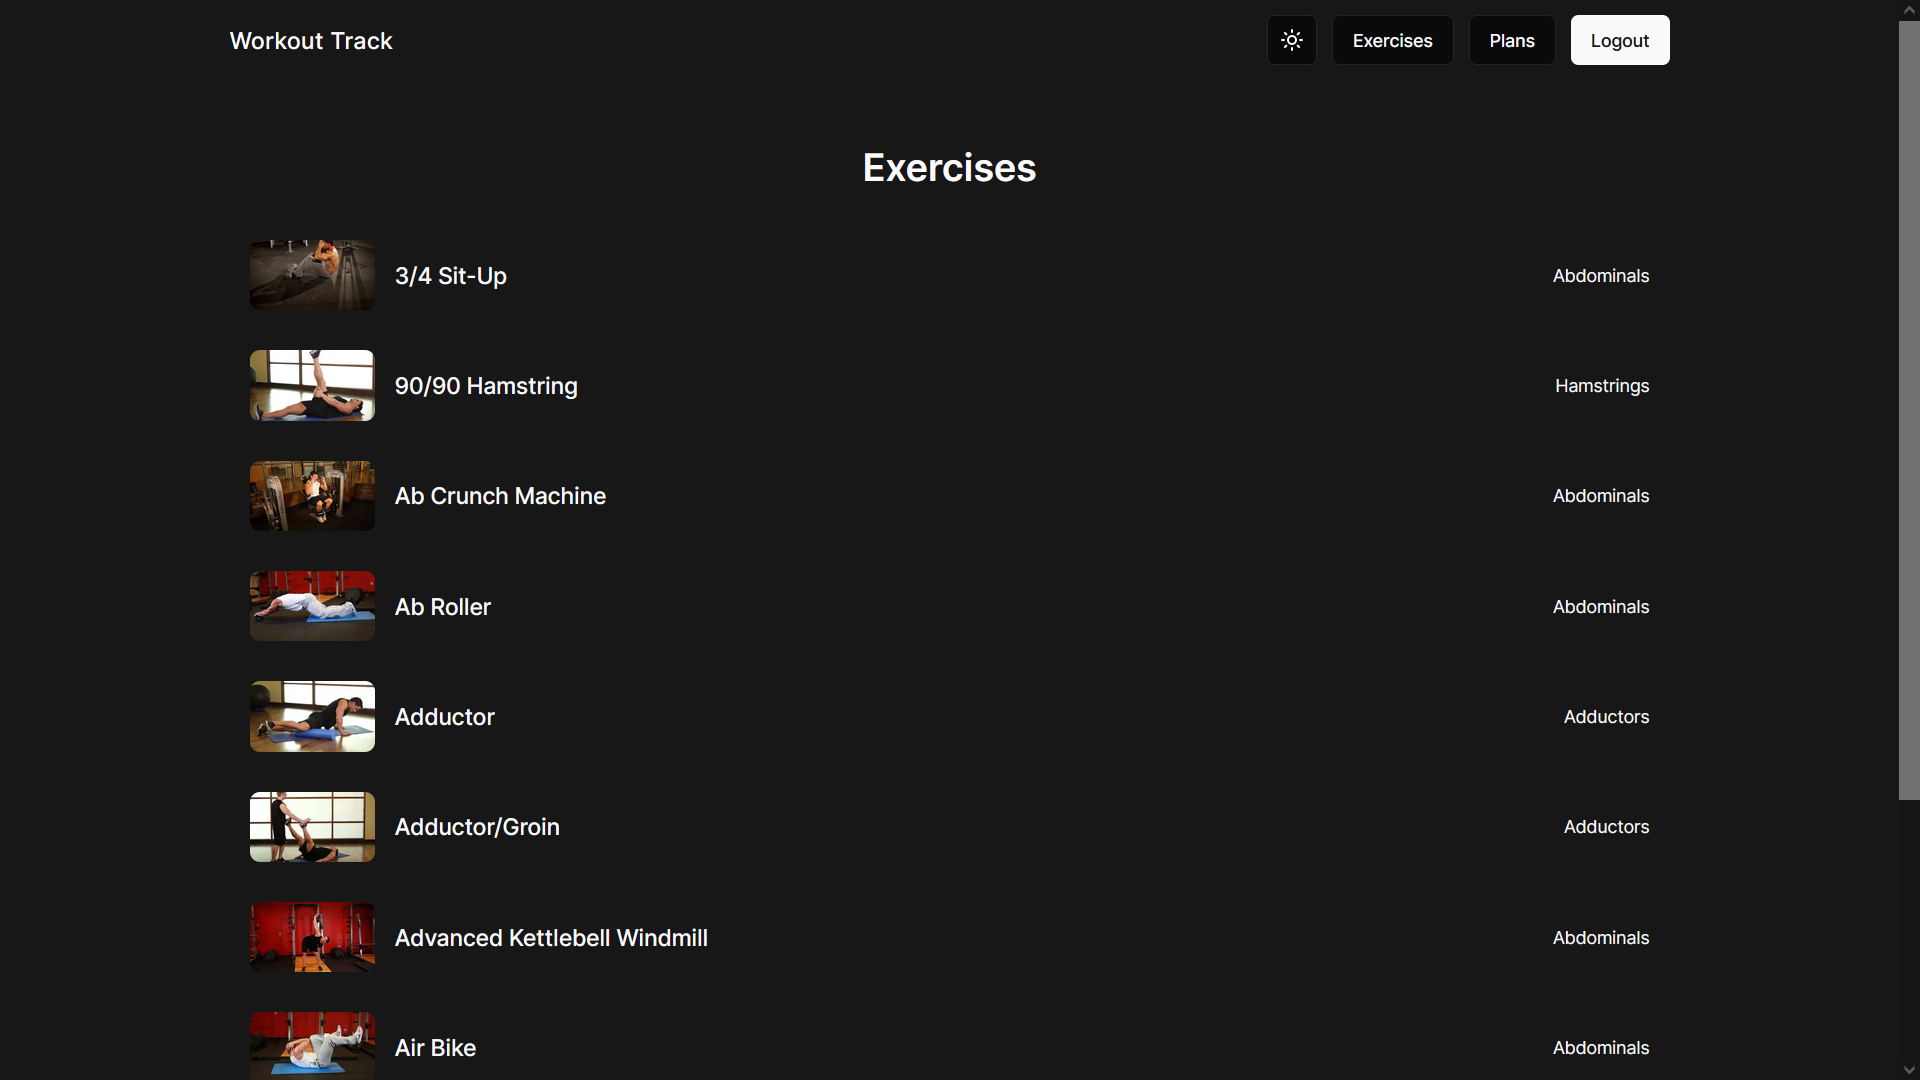 Workout Track
Exercises
Plans
Logout
Exercises
3/4 Sit-Up
Abdominals
90/90 Hamstring
Hamstrings
Ab Crunch Machine
Abdominals
Ab Roller
Abdominals
Adductor
Adductors
Adductor/Groin
Adductors
Advanced Kettlebell Windmill
Abdominals
Air Bike
Abdominals